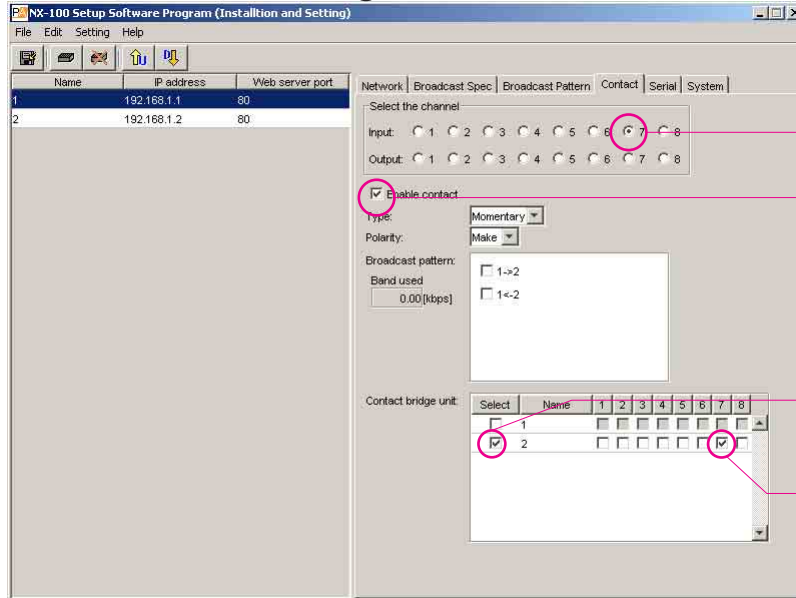 NX-100 Setup Software Program (Installtion and Setting)
File Edit Setting Help
Name IP address Web server port
1 192.168.1.1 80
2 192.168.1.2 80
Network Broadcast Spec Broadcast Pattern Contact Serial System
Select the channel
Input: 1 2 3 4 5 6 7 8
Output: 1 2 3 4 5 6 7 8
Enable contact
Type: Momentary
Polarity: Make
Broadcast pattern:
1->2
Band used
0.00 [kbps]
1<-2
Contact bridge unit:
Select Name 1 2 3 4 5 6 7 8
1
2